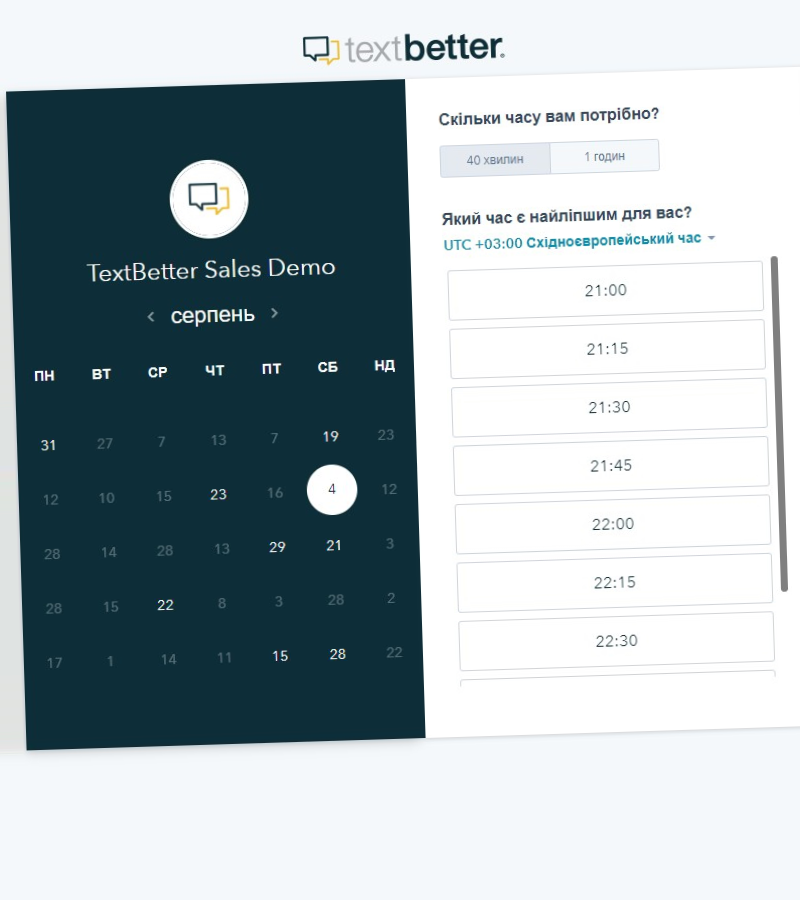 textbetter.
TextBetter Sales Demo
серпень
ПН ВТ СР ЧТ ПТ СБ НД
31 27 7 13 7 19 23
12 10 15 23 16 4 12
28 14 28 13 29 21 3
28 15 22 8 3 28 2
17 1 14 11 15 28 22
Скільки часу вам потрібно?
40 хвилин 1 годин
Який час є найліпшим для вас?
UTC +03:00 Східноєвропейський час
21:00
21:15
21:30
21:45
22:00
22:15
22:30